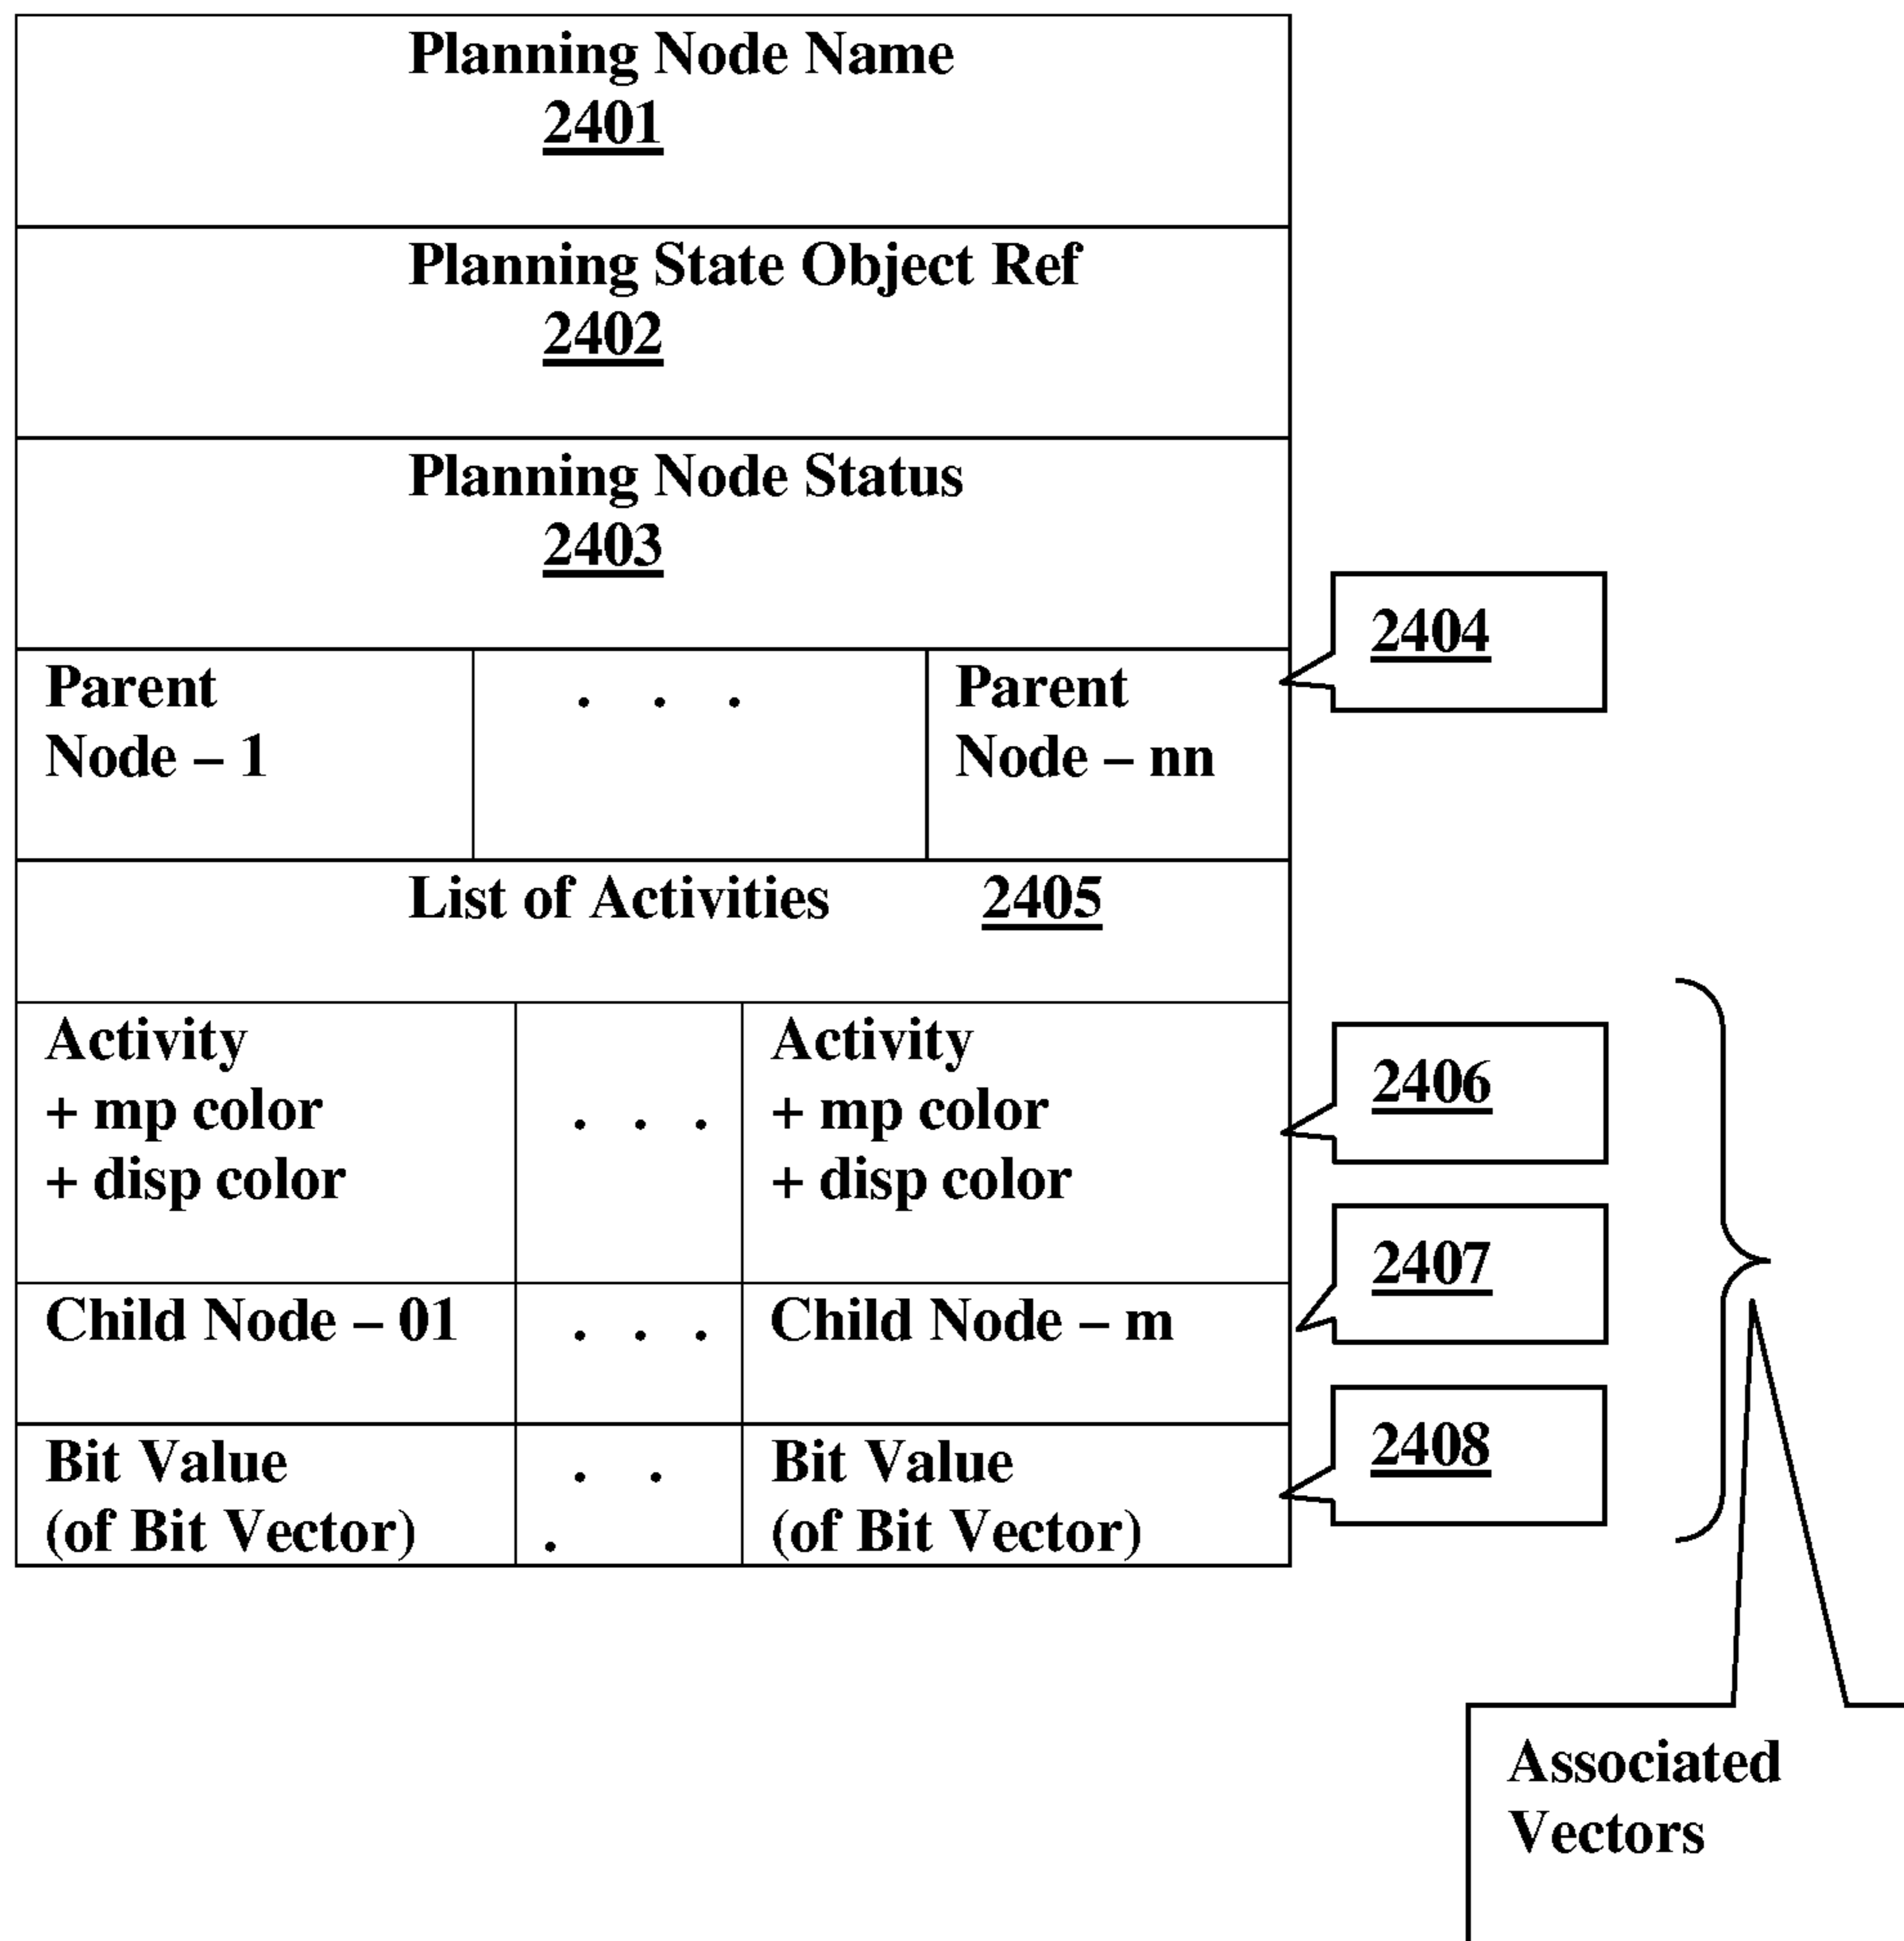 Planning Node Name
2401
Planning State Object Ref
2402
Planning Node Status
2403
2404
Parent
Node – 1
. . .
Parent
Node – nn
List of Activities 2405
Activity
+ mp color
+ disp color
. . .
Activity
+ mp color
+ disp color
2406
Child Node – 01
. . .
Child Node – m
2407
Bit Value
(of Bit Vector)
. .
.
Bit Value
(of Bit Vector)
2408
Associated
Vectors